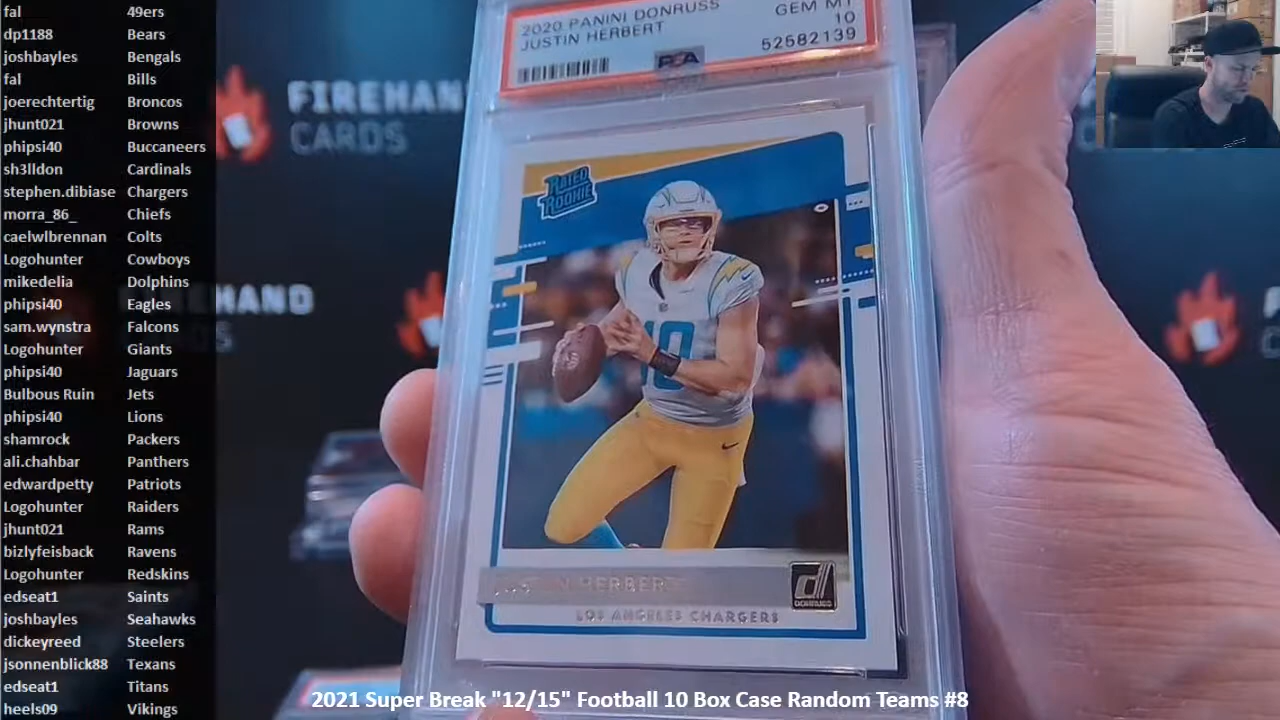 fal 49ers
dp1188 Bears
joshbayles Bengals
fal Bills
joerechtertig Broncos
jhunt021 Browns
phipsi40 Buccaneers
sh3lldon Cardinals
stephen.dibiase Chargers
morra_86_ Chiefs
caelwlbrennan Colts
Logohunter Cowboys
mikedelia Dolphins
phipsi40 Eagles
sam.wynstra Falcons
Logohunter Giants
phipsi40 Jaguars
Bulbous Ruin Jets
phipsi40 Lions
shamrock Packers
ali.chahbar Panthers
edwardpetty Patriots
Logohunter Raiders
jhunt021 Rams
bizlyfeisback Ravens
Logohunter Redskins
edseat1 Saints
joshbayles Seahawks
dickeyreed Steelers
jsonnenblick88 Texans
edseat1 Titans
heels09 Vikings
2020 PANINI DONRUSS GEM MT
JUSTIN HERBERT 10
PSA 52582139
FIREHAN
CARDS
HAND
RATED
ROOKIE
10
JUSTIN HERBERT
d
DONRUSS
LOS ANGELES CHARGERS
2021 Super Break "12/15" Football 10 Box Case Random Teams #8